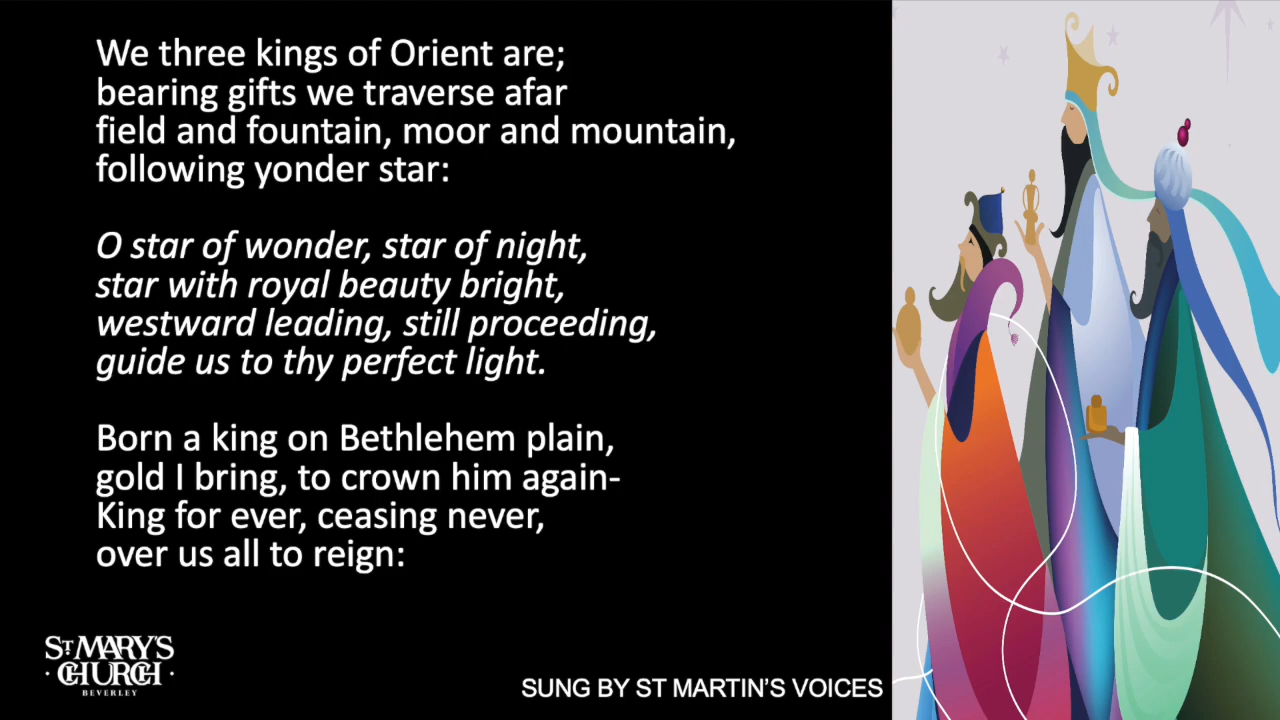 We three kings of Orient are;
bearing gifts we traverse afar
field and fountain, moor and mountain,
following yonder star:
O star of wonder, star of night,
star with royal beauty bright,
westward leading, still proceeding,
guide us to thy perfect light.
Born a king on Bethlehem plain,
gold I bring, to crown him again-
King for ever, ceasing never,
over us all to reign:
ST MARY'S
· CHURCH ·
BEVERLEY
SUNG BY ST MARTIN'S VOICES